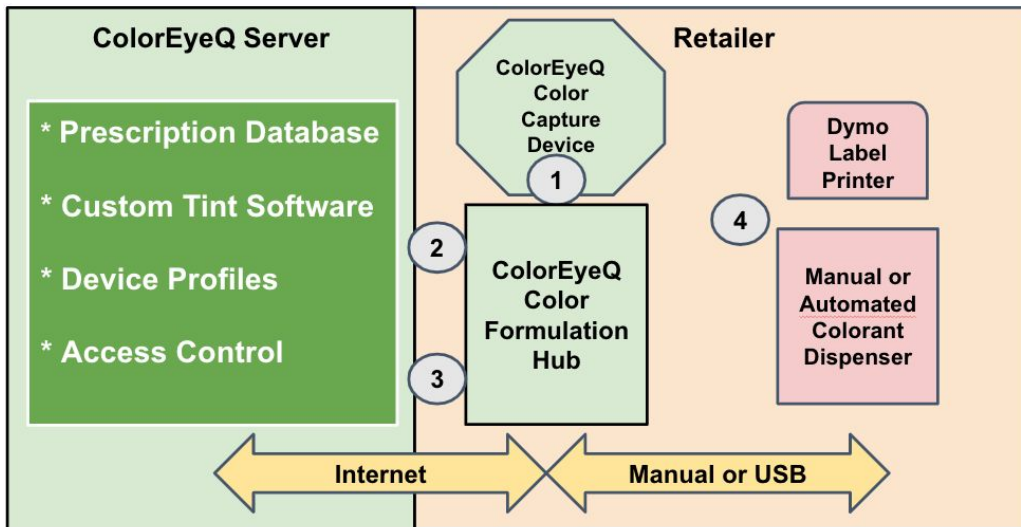 ColorEyeQ Server
* Prescription Database
* Custom Tint Software
* Device Profiles
* Access Control
Retailer
ColorEyeQ
Color
Capture
Device
1
2
3
ColorEyeQ
Color
Formulation
Hub
4
Dymo
Label
Printer
Manual or
Automated
Colorant
Dispenser
Internet
Manual or USB